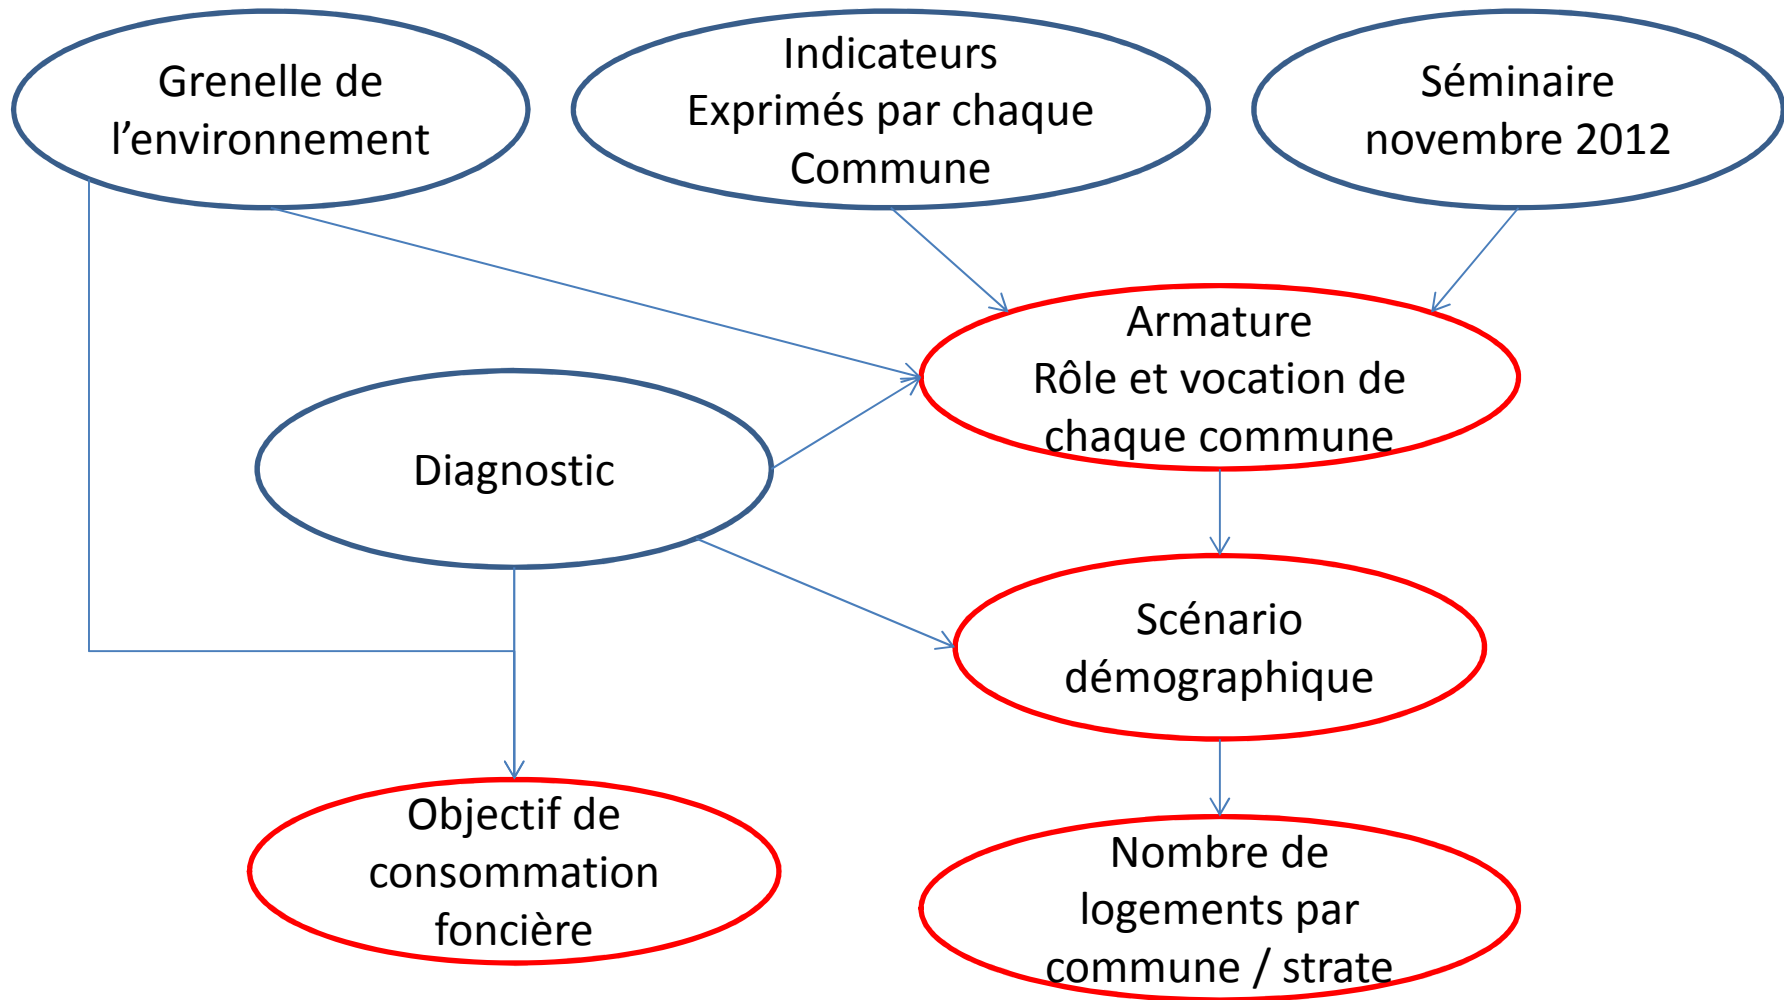 Grenelle de
l’environnement
Indicateurs
Exprimés par chaque
Commune
Séminaire
novembre 2012
Armature
Rôle et vocation de
chaque commune
Diagnostic
Scénario
démographique
Objectif de
consommation
foncière
Nombre de
logements par
commune / strate